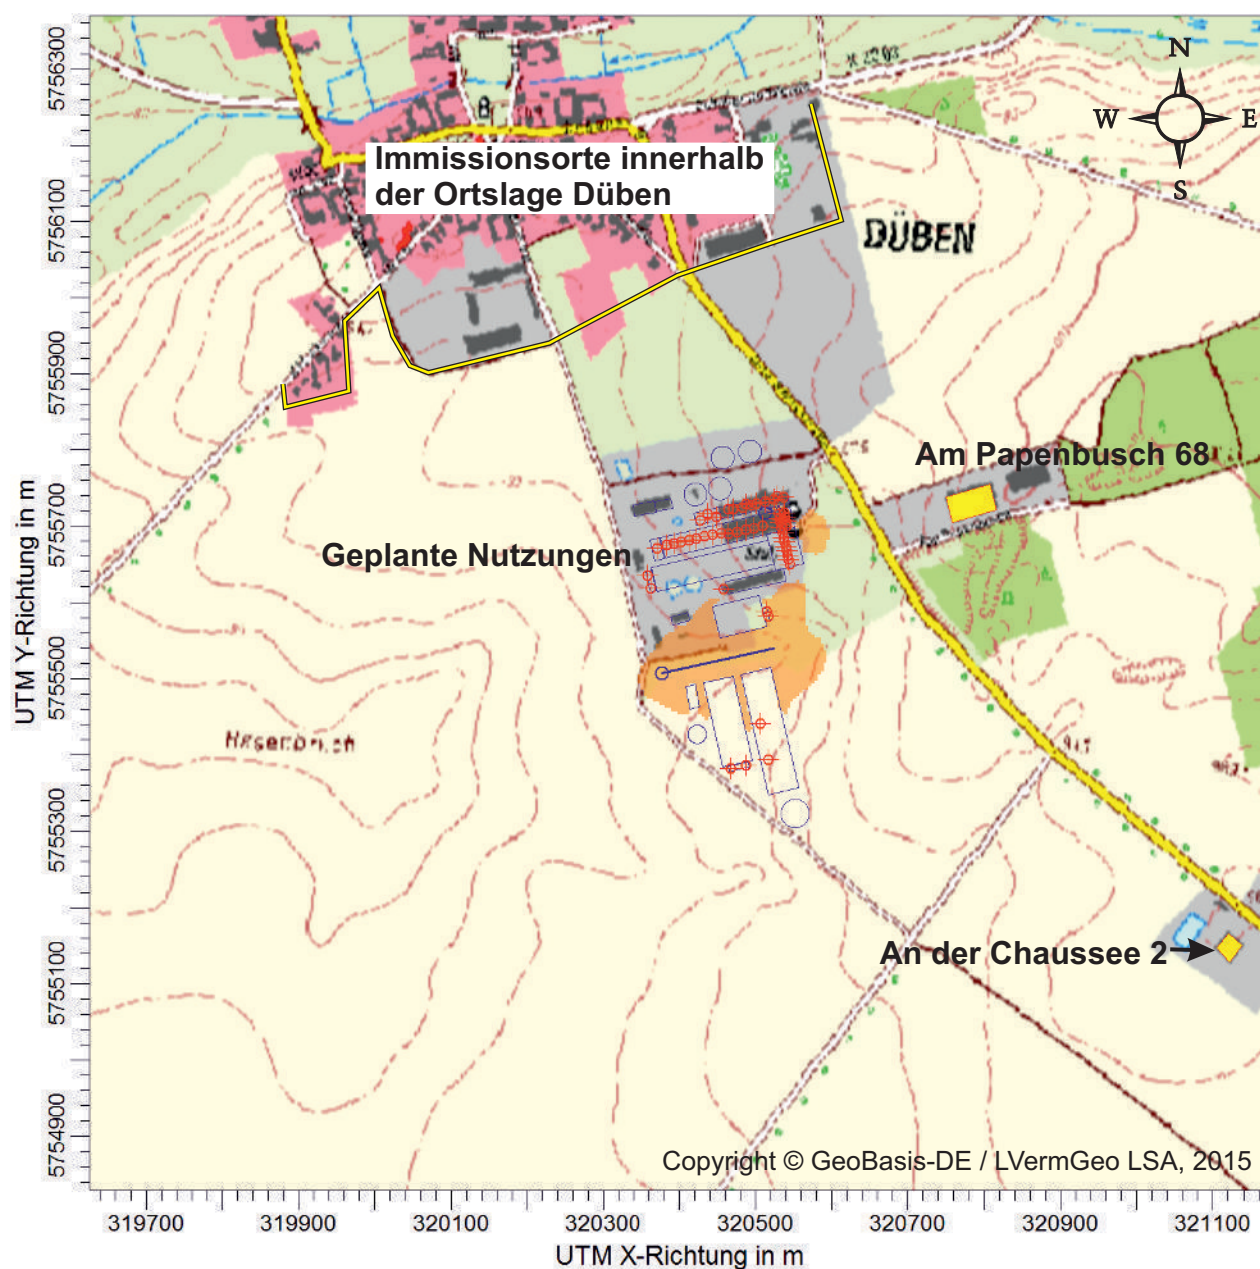 N
W E
S
Immissionsorte innerhalb
der Ortslage Düben
DÜBEN
Am Papenbusch 68
Geplante Nutzungen
An der Chaussee 2
Copyright © GeoBasis-DE / LVermGeo LSA, 2015
UTM Y-Richtung in m
5756300
5756100
5755900
5755700
5755500
5755300
5755100
5754900
319700 319900 320100 320300 320500 320700 320900 321100
UTM X-Richtung in m